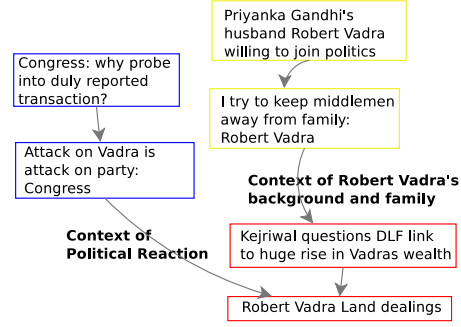 Priyanka Gandhi's
husband Robert Vadra
willing to join politics
Congress: why probe
into duly reported
transaction?
I try to keep middlemen
away from family:
Robert Vadra
Attack on Vadra is
attack on party:
Congress
Context of Robert Vadra's
background and family
Context of
Political Reaction
Kejriwal questions DLF link
to huge rise in Vadras wealth
Robert Vadra Land dealings